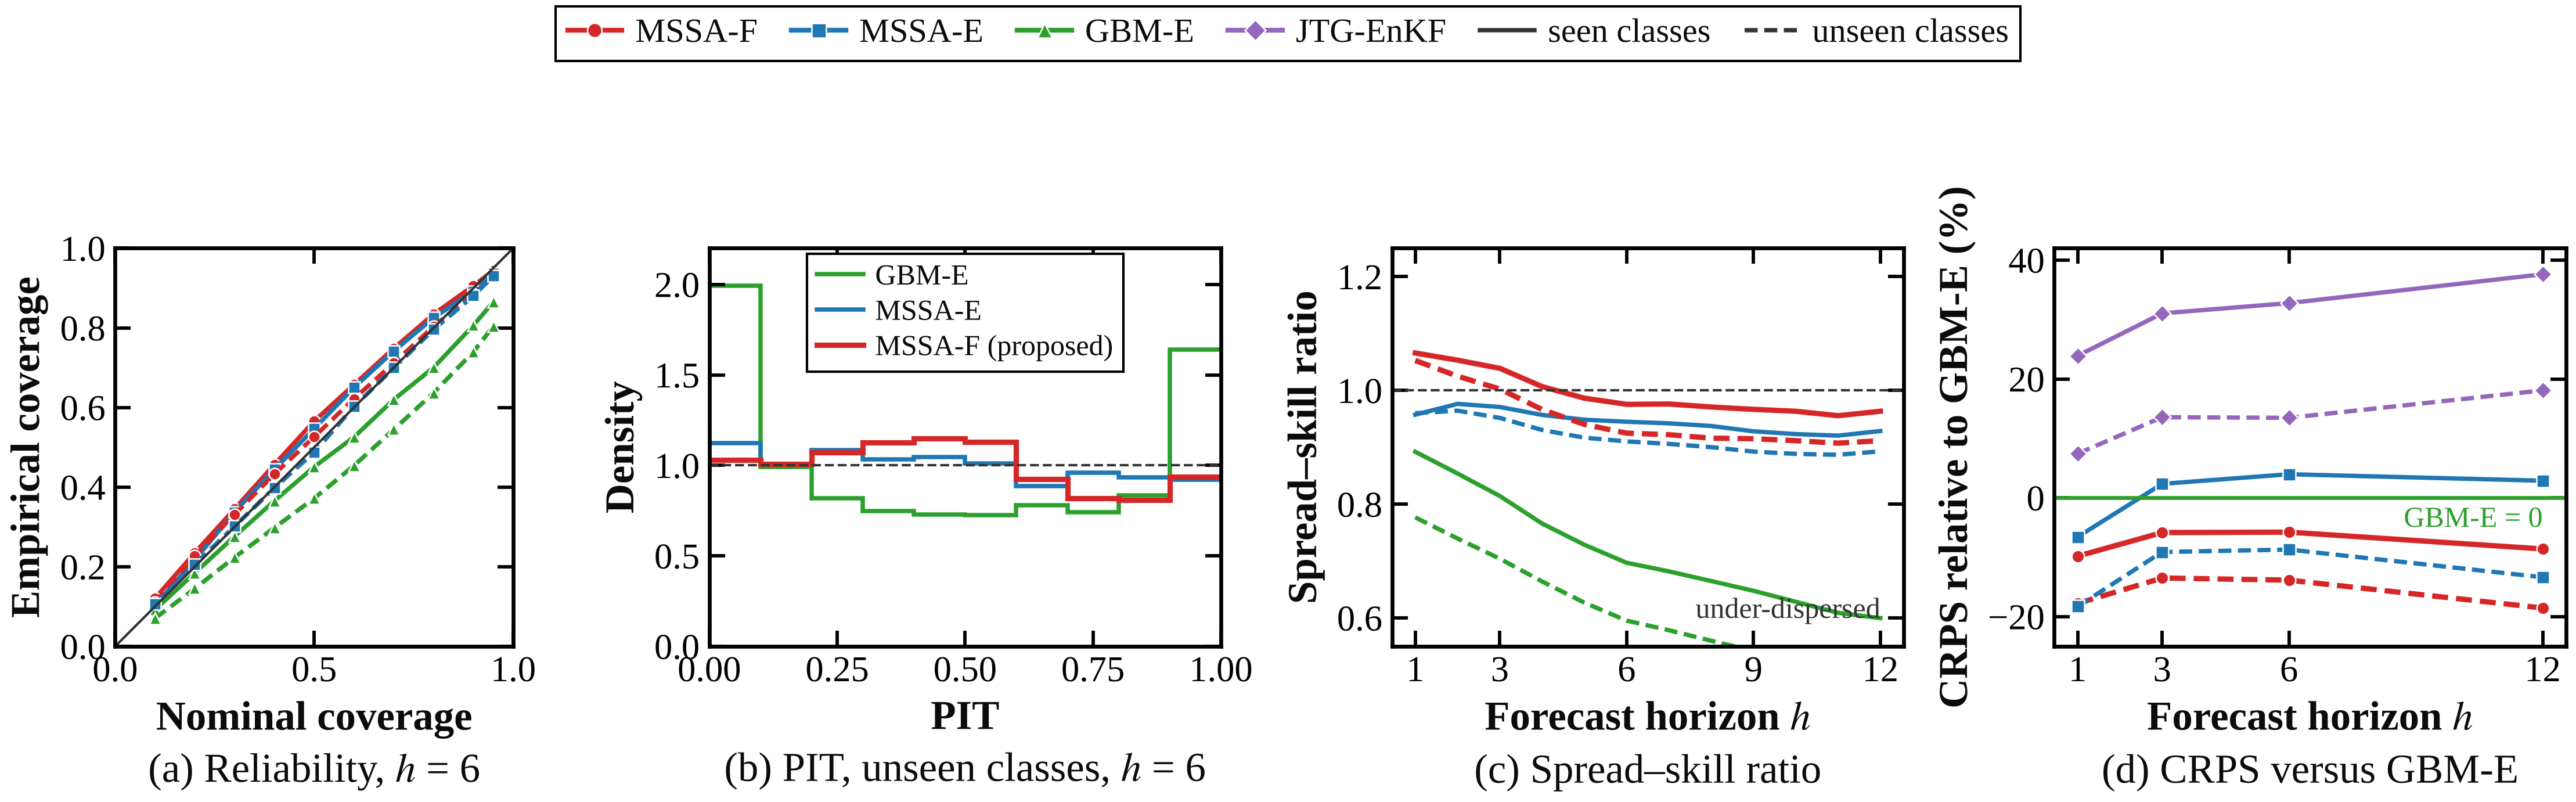 MSSA-F MSSA-E GBM-E JTG-EnKF seen classes unseen classes
Empirical coverage
1.0
0.8
0.6
0.4
0.2
0.0
0.0 0.5 1.0
Nominal coverage
(a) Reliability, h = 6
Density
2.0
1.5
1.0
0.5
0.0
GBM-E
MSSA-E
MSSA-F (proposed)
0.00 0.25 0.50 0.75 1.00
PIT
(b) PIT, unseen classes, h = 6
Spread–skill ratio
1.2
1.0
0.8
0.6
under-dispersed
1 3 6 9 12
Forecast horizon h
(c) Spread–skill ratio
CRPS relative to GBM-E (%)
40
20
0
−20
GBM-E = 0
1 3 6 12
Forecast horizon h
(d) CRPS versus GBM-E